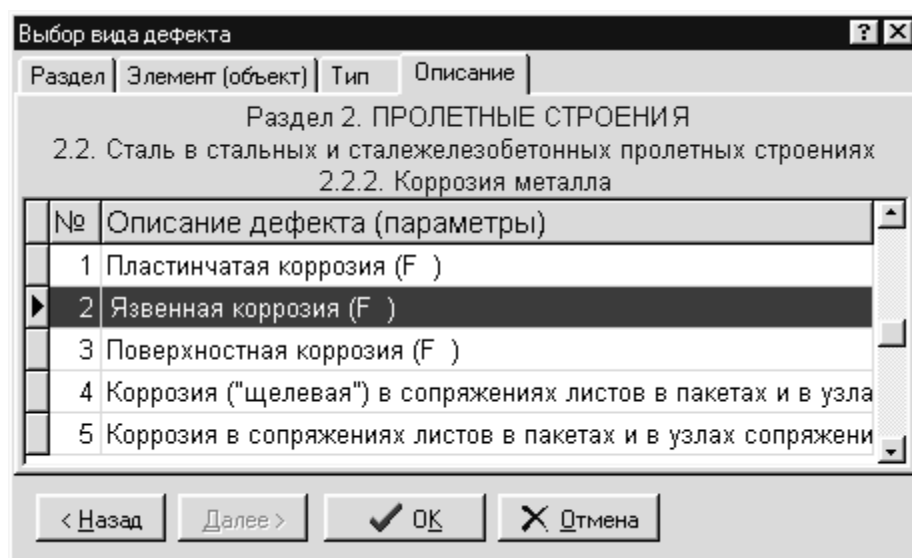 Выбор вида дефекта
Раздел Элемент (объект) Тип Описание
Раздел 2. ПРОЛЕТНЫЕ СТРОЕНИЯ
2.2. Сталь в стальных и сталежелезобетонных пролетных строениях
2.2.2. Коррозия металла
№ Описание дефекта (параметры)
1 Пластинчатая коррозия (F )
2 Язвенная коррозия (F )
3 Поверхностная коррозия (F )
4 Коррозия ("щелевая") в сопряжениях листов в пакетах и в узла
5 Коррозия в сопряжениях листов в пакетах и в узлах сопряжени
< Назад Далее > OK Отмена